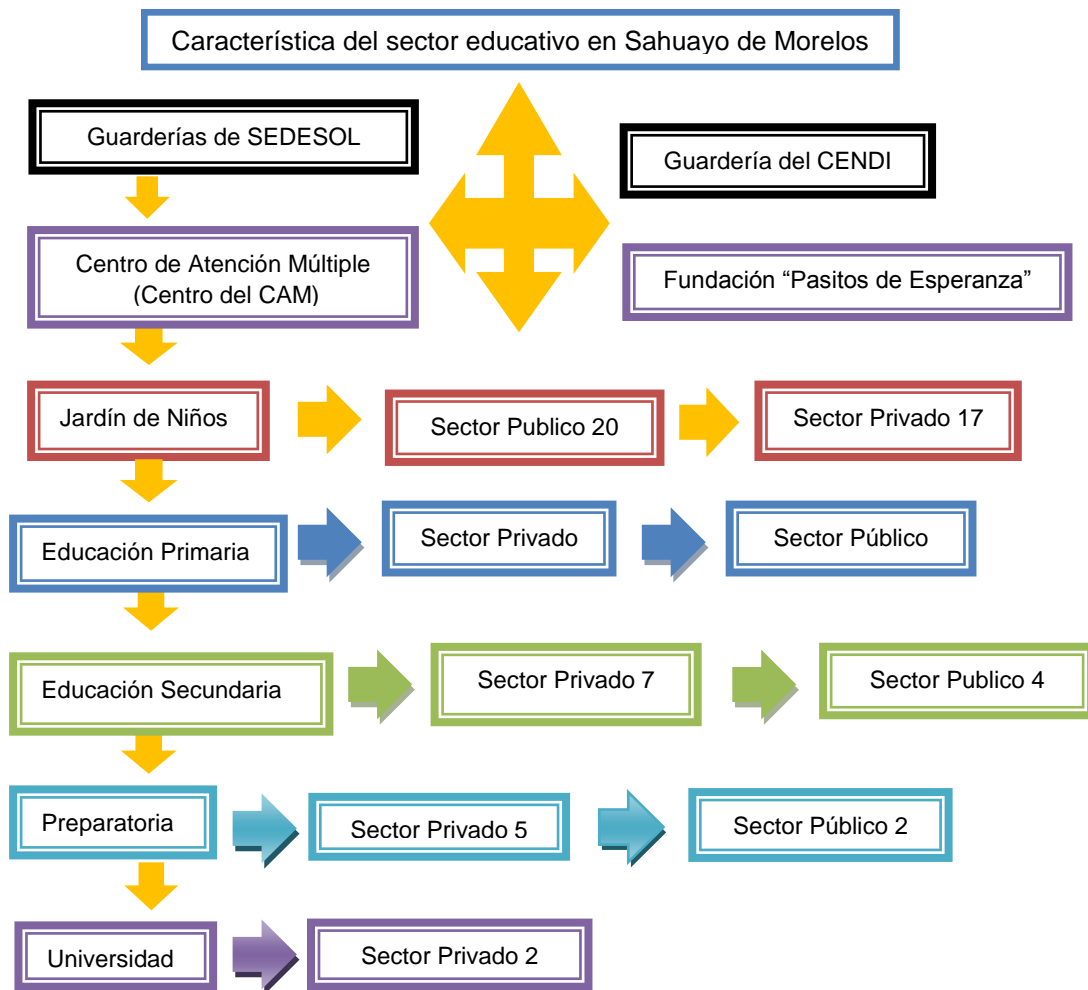 Característica del sector educativo en Sahuayo de Morelos
Guarderías de SEDESOL
Guardería del CENDI
Centro de Atención Múltiple
(Centro del CAM)
Fundación “Pasitos de Esperanza”
Jardín de Niños
Sector Publico 20
Sector Privado 17
Educación Primaria
Sector Privado
Sector Público
Educación Secundaria
Sector Privado 7
Sector Publico 4
Preparatoria
Sector Privado 5
Sector Público 2
Universidad
Sector Privado 2